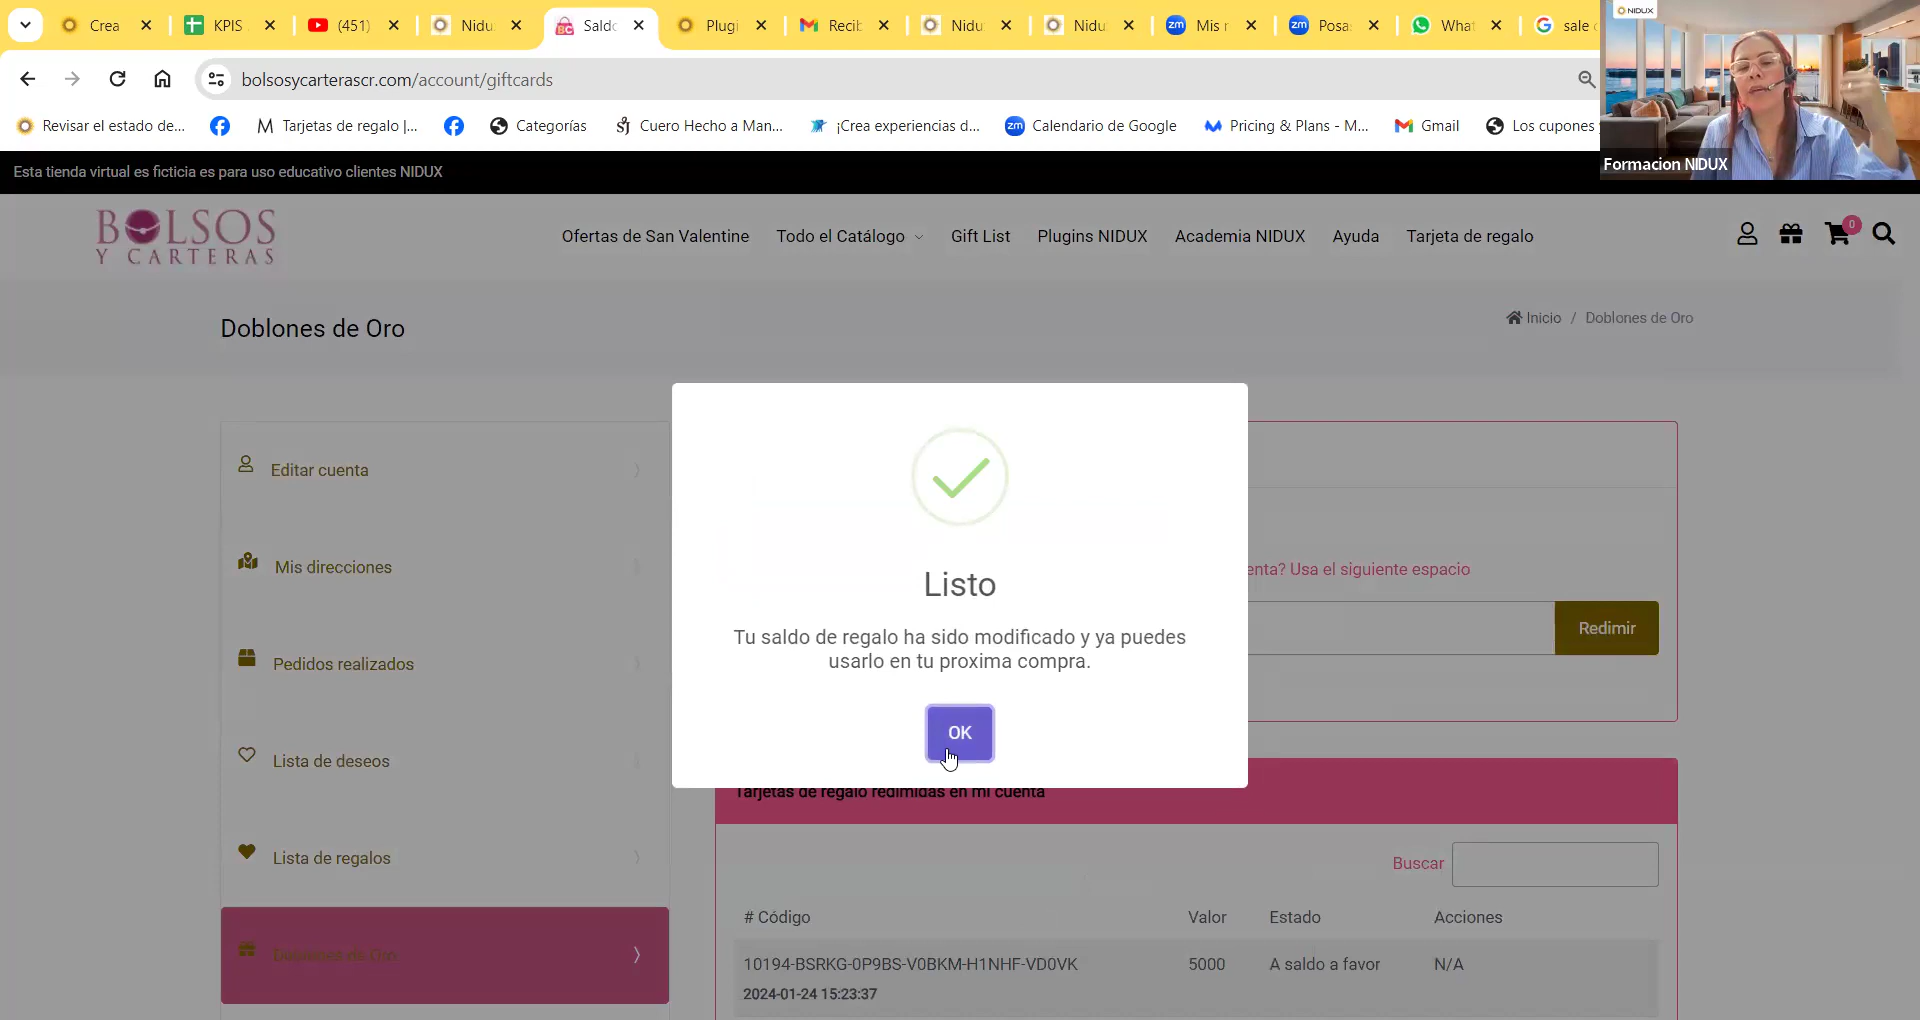 Crea
KPIS
(451)
Nidu
Saldo
Plugi
Recib
Nidu
Nidu
Mis r
Posa
What
sale
NIDUX
bolsosycarterascr.com/account/giftcards
Revisar el estado de...
Tarjetas de regalo |...
Categorías
Cuero Hecho a Man...
¡Crea experiencias d...
Calendario de Google
Pricing & Plans - M...
Gmail
Los cupones
Formacion NIDUX
Esta tienda virtual es ficticia es para uso educativo clientes NIDUX
BOLSOS
Y CARTERAS
Ofertas de San Valentine
Todo el Catálogo
Gift List
Plugins NIDUX
Academia NIDUX
Ayuda
Tarjeta de regalo
0
Doblones de Oro
Inicio / Doblones de Oro
Editar cuenta
Mis direcciones
Pedidos realizados
Lista de deseos
Lista de regalos
Doblones de Oro
enta? Usa el siguiente espacio
Redimir
Listo
Tu saldo de regalo ha sido modificado y ya puedes
usarlo en tu proxima compra.
OK
Tarjetas de regalo redimidas en mi cuenta
Buscar
# Código Valor Estado Acciones
10194-BSRKG-0P9BS-V0BKM-H1NHF-VD0VK 5000 A saldo a favor N/A
2024-01-24 15:23:37